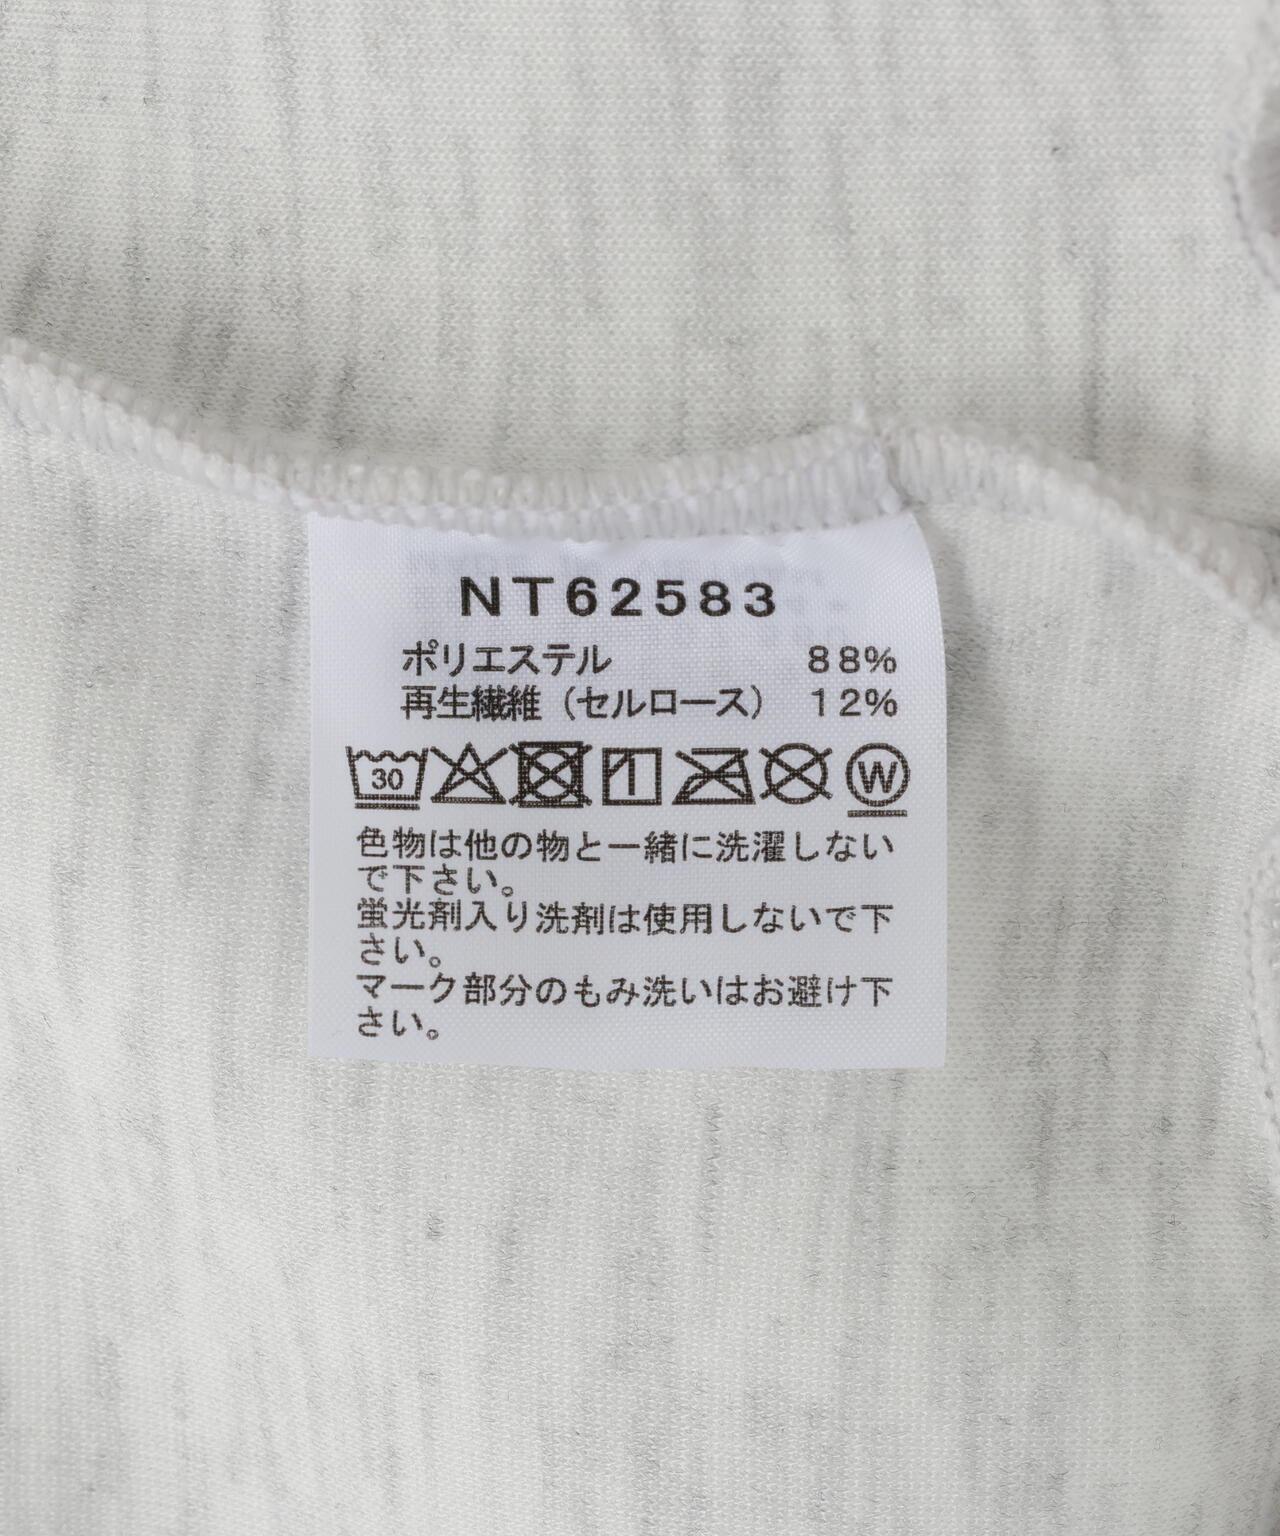 NT62583
ポリエステル 88%
再生繊維（セルロース） 12%
30 W
色物は他の物と一緒に洗濯しない
で下さい。
蛍光剤入り洗剤は使用しないで下
さい。
マーク部分のもみ洗いはお避け下
さい。